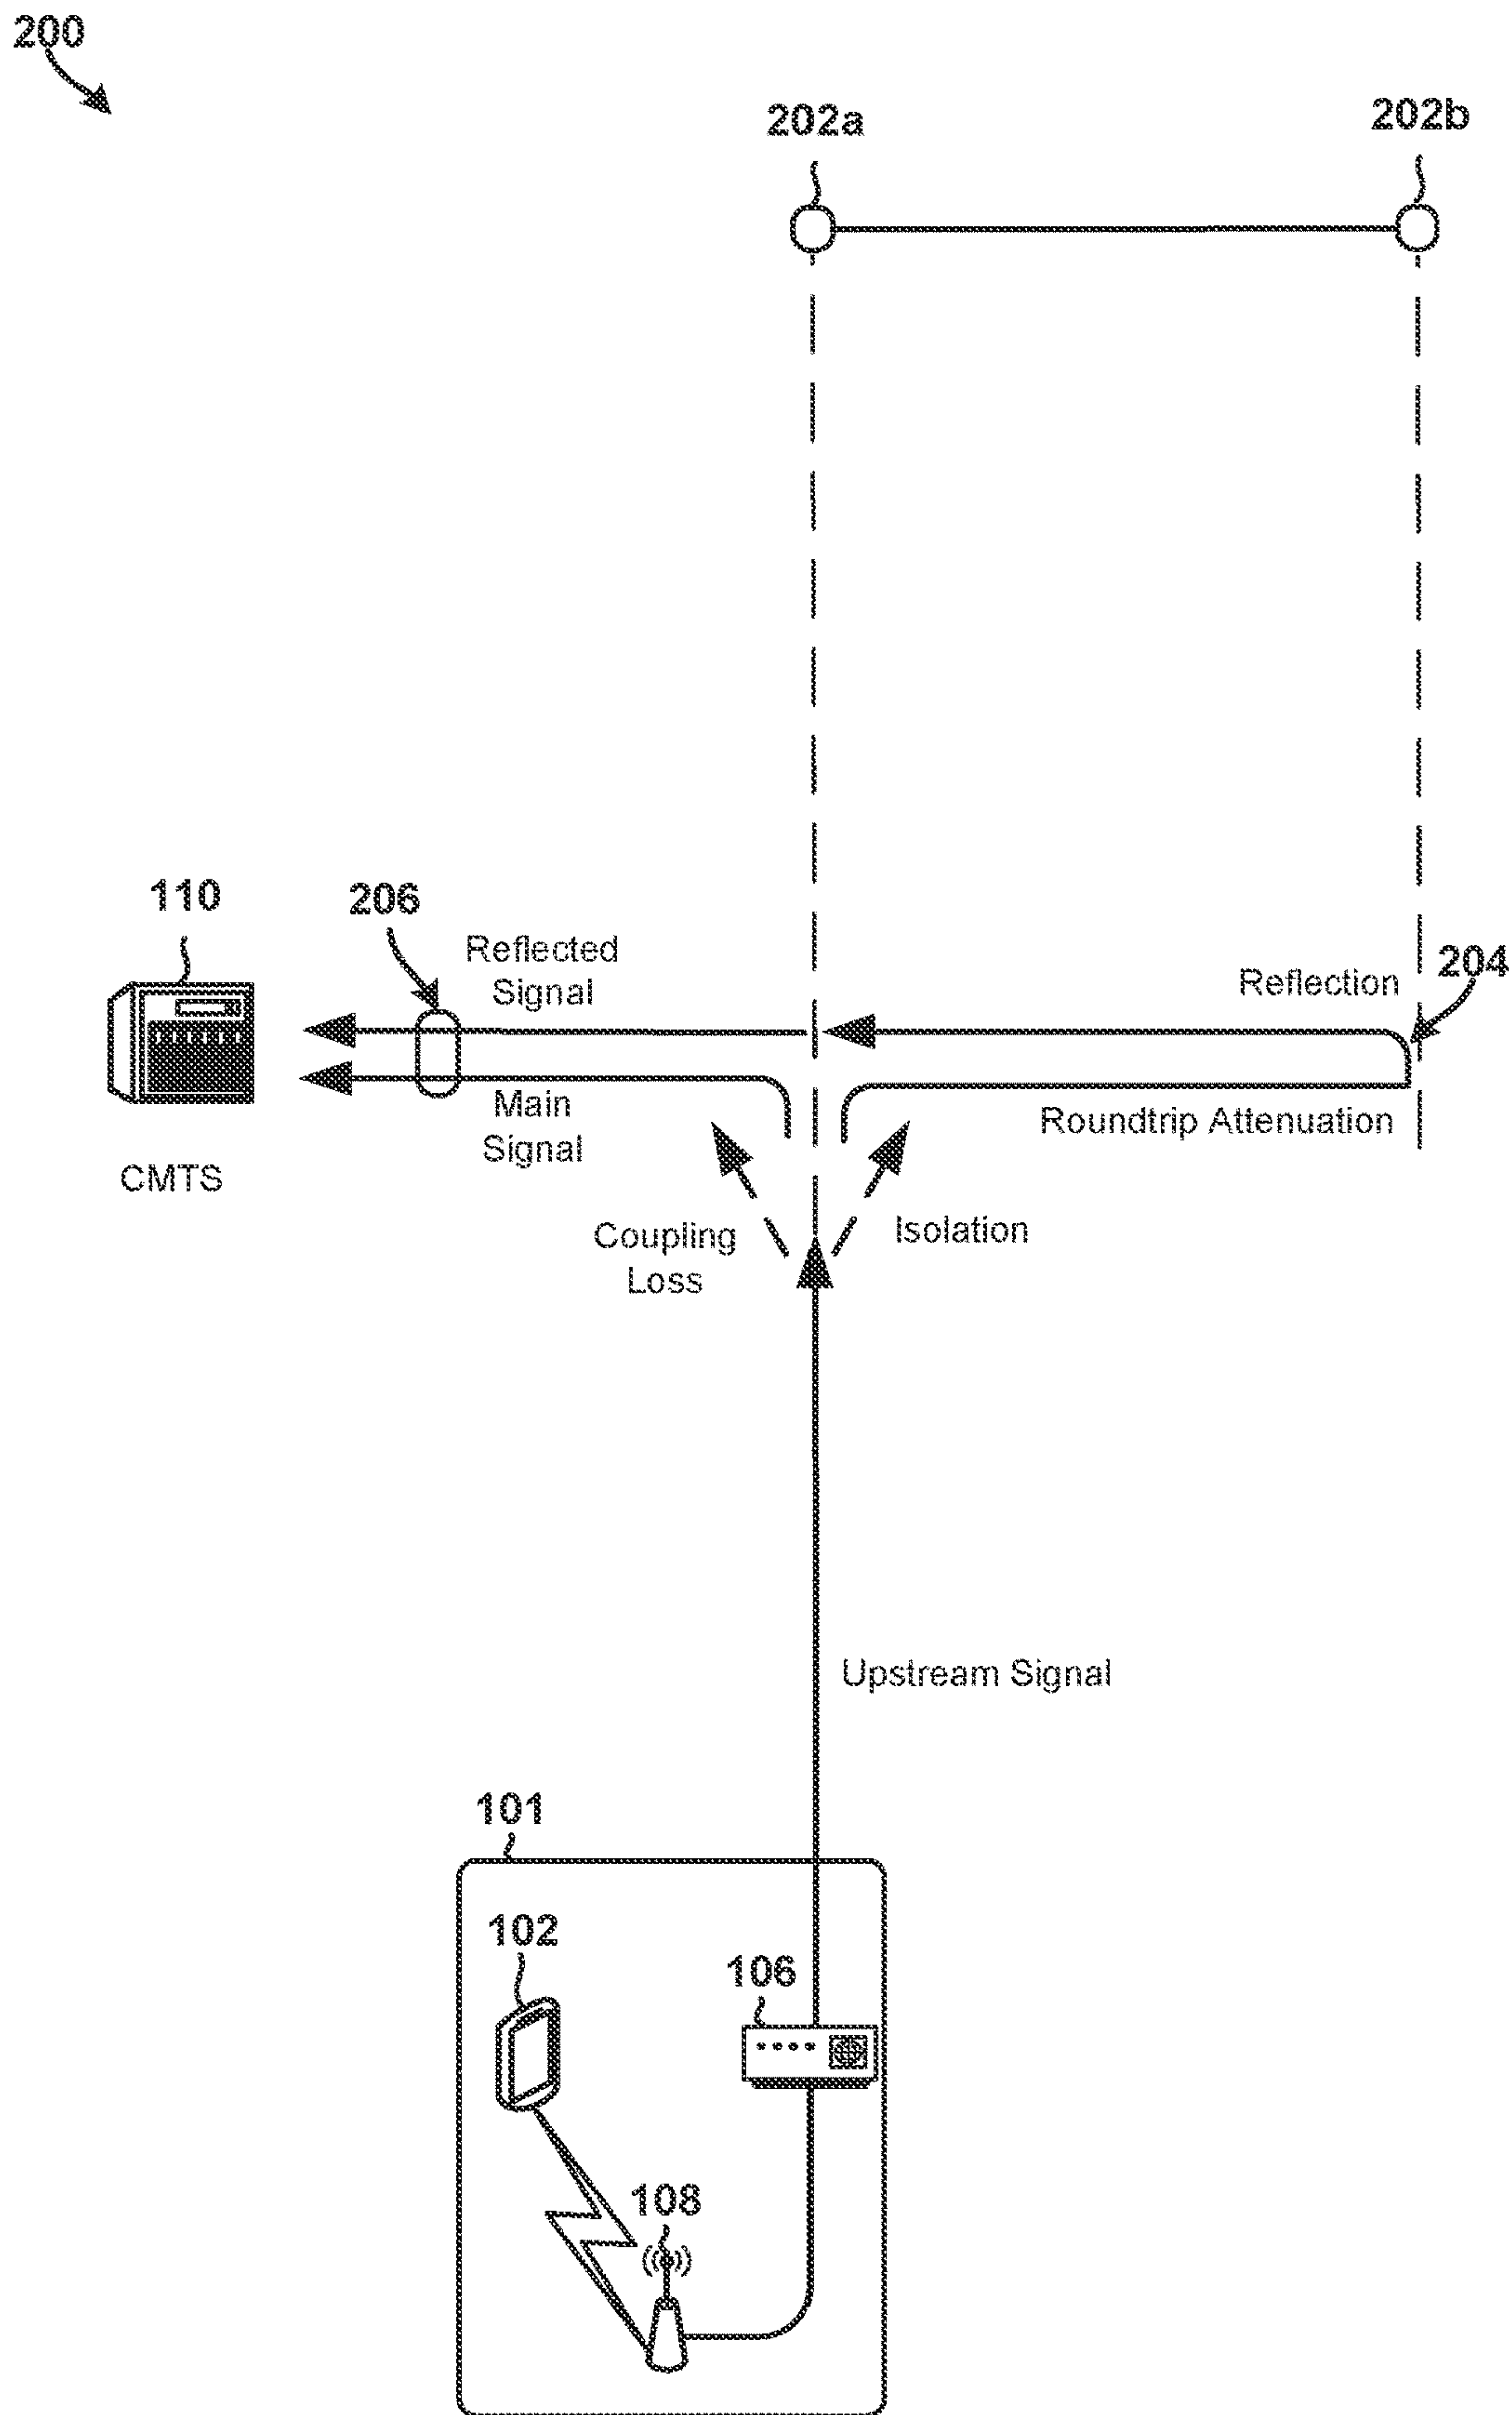 200
202a
202b
110
206
Reflected
Signal
Reflection
204
Main
Signal
Roundtrip Attenuation
CMTS
Coupling
Loss
Isolation
Upstream Signal
101
102
106
108